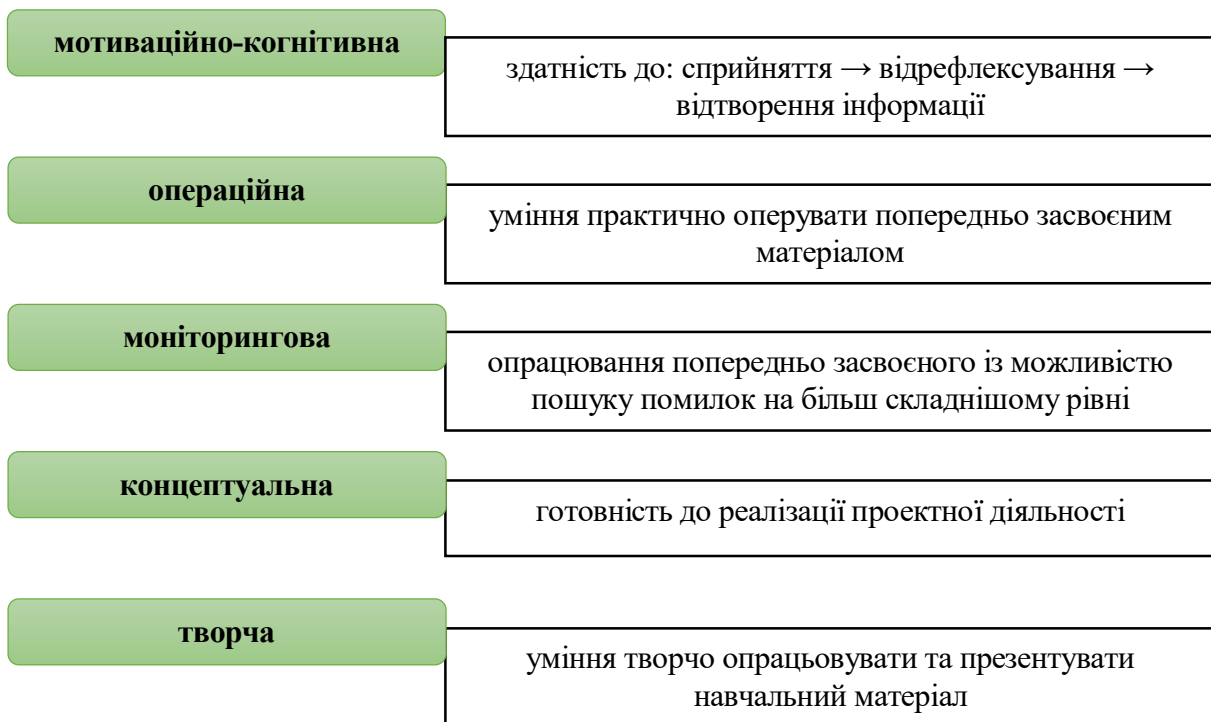 мотиваційно-когнітивна
здатність до: сприйняття → відрефлексування →
відтворення інформації
операційна
уміння практично оперувати попередньо засвоєним
матеріалом
моніторингова
опрацювання попередньо засвоєного із можливістю
пошуку помилок на більш складнішому рівні
концептуальна
готовність до реалізації проектної діяльності
творча
уміння творчо опрацьовувати та презентувати
навчальний матеріал